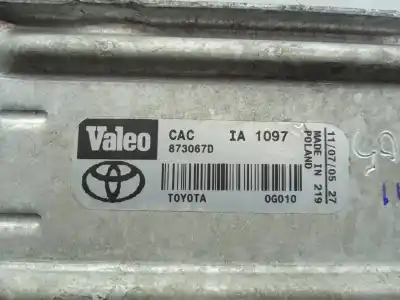 Valeo CAC IA 1097
873067D
TOYOTA 0G010
11/07/05 27
MADE IN 219
POLAND